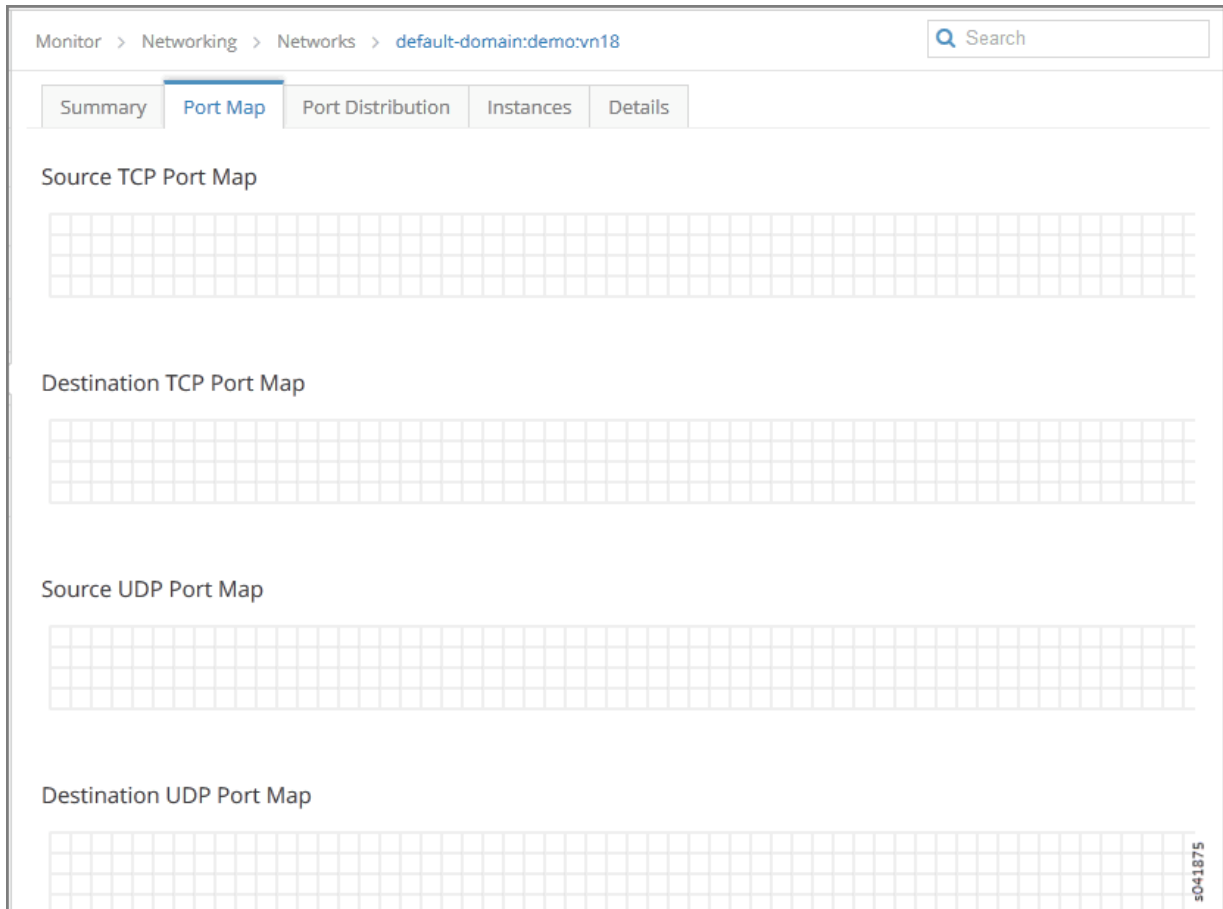 Monitor > Networking > Networks > default-domain:demo:vn18
Search
Summary Port Map Port Distribution Instances Details
Source TCP Port Map
Destination TCP Port Map
Source UDP Port Map
Destination UDP Port Map
s041875